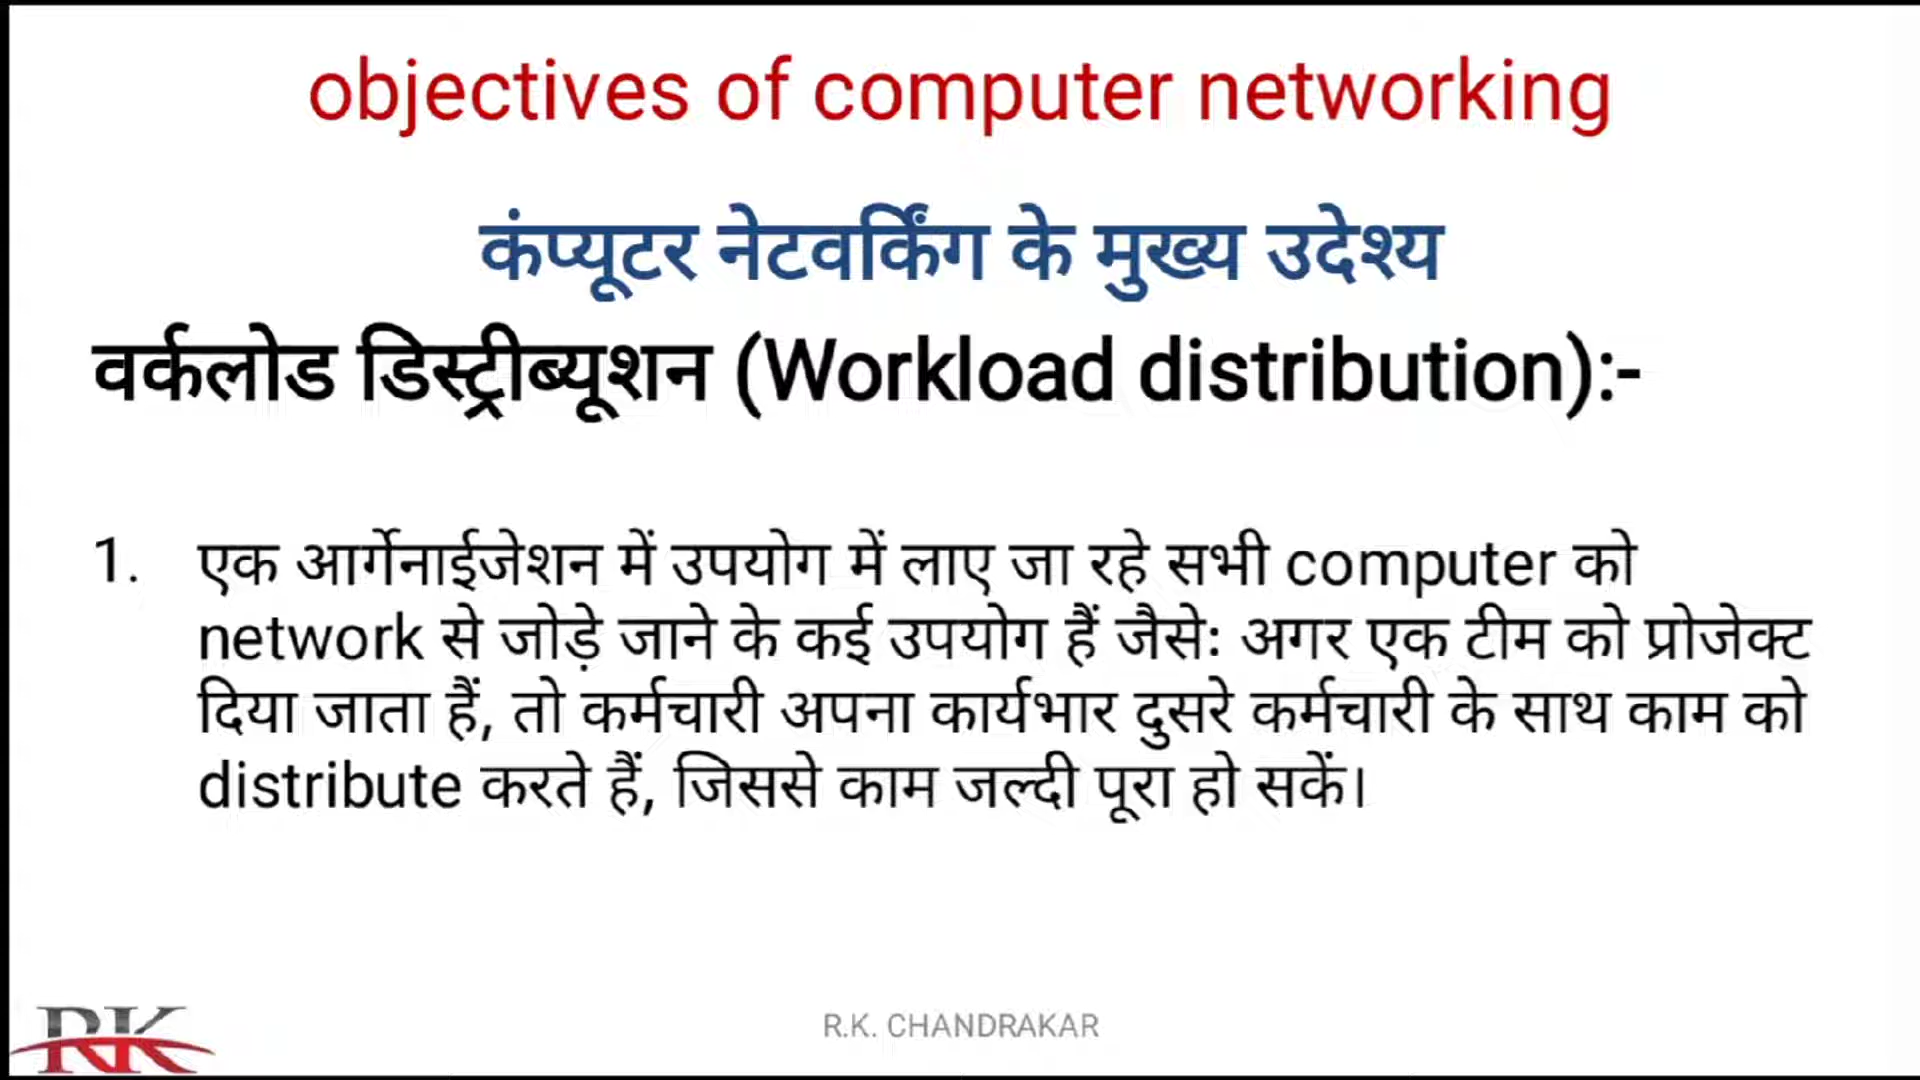 objectives of computer networking
कंप्यूटर नेटवर्किंग के मुख्य उदेश्य
वर्कलोड डिस्ट्रीब्यूशन (Workload distribution):-
1. एक आर्गेनाईजेशन में उपयोग में लाए जा रहे सभी computer को
network से जोड़े जाने के कई उपयोग हैं जैसेः अगर एक टीम को प्रोजेक्ट
दिया जाता हैं, तो कर्मचारी अपना कार्यभार दुसरे कर्मचारी के साथ काम को
distribute करते हैं, जिससे काम जल्दी पूरा हो सकें।
RK
R.K. CHANDRAKAR